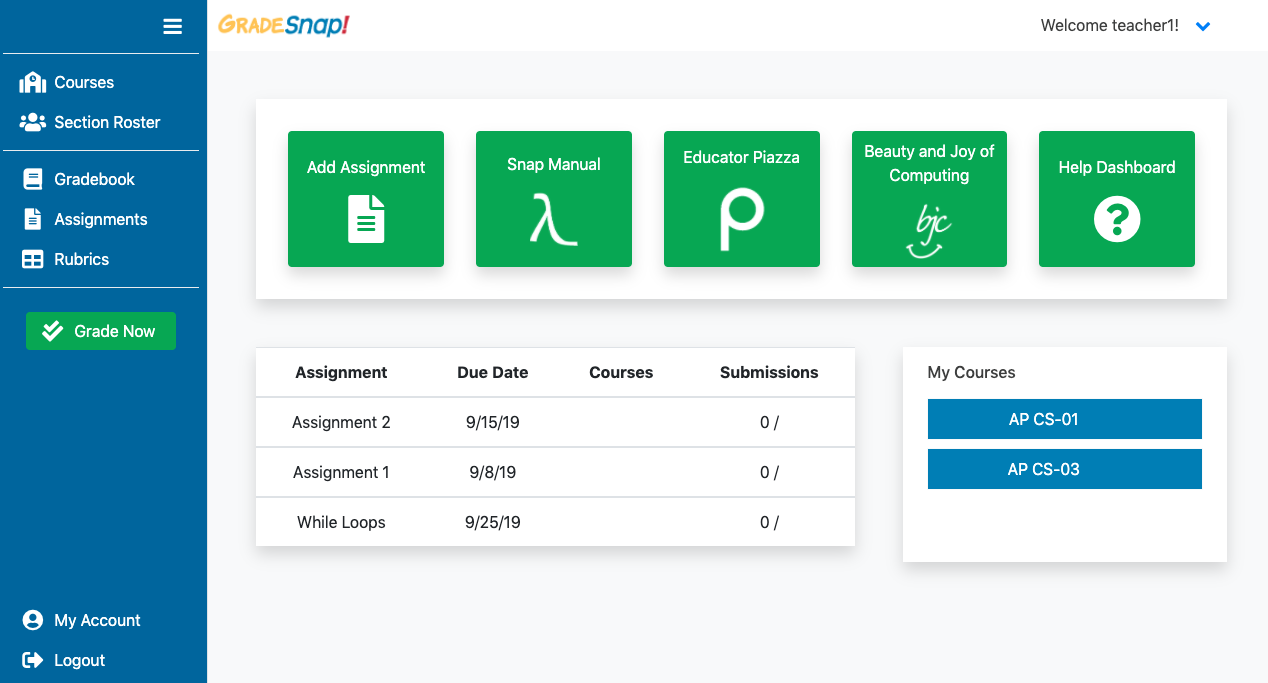 GRADESnap!
Welcome teacher1!
Courses
Section Roster
Gradebook
Assignments
Rubrics
Grade Now
My Account
Logout
Add Assignment
Snap Manual
λ
Educator Piazza
ρ
Beauty and Joy of
Computing
bjc
Help Dashboard
?
Assignment Due Date Courses Submissions
Assignment 2 9/15/19 0 /
Assignment 1 9/8/19 0 /
While Loops 9/25/19 0 /
My Courses
AP CS-01
AP CS-03